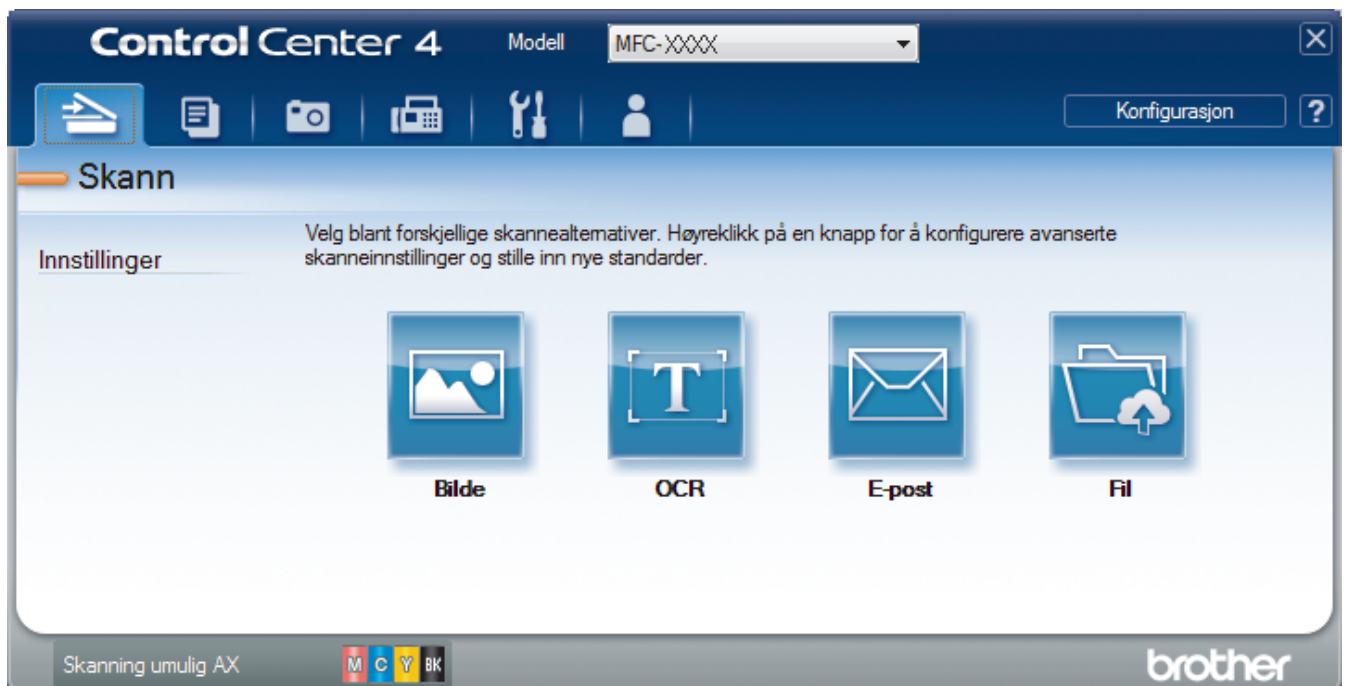 ControlCenter 4 Modell MFC-XXXX
Konfigurasjon ?
Skann
Innstillinger
Velg blant forskjellige skannealternativer. Høyreklikk på en knapp for å konfigurere avanserte
skanneinnstillinger og stille inn nye standarder.
T
Bilde OCR E-post Fil
Skanning umulig AX M C Y BK brother